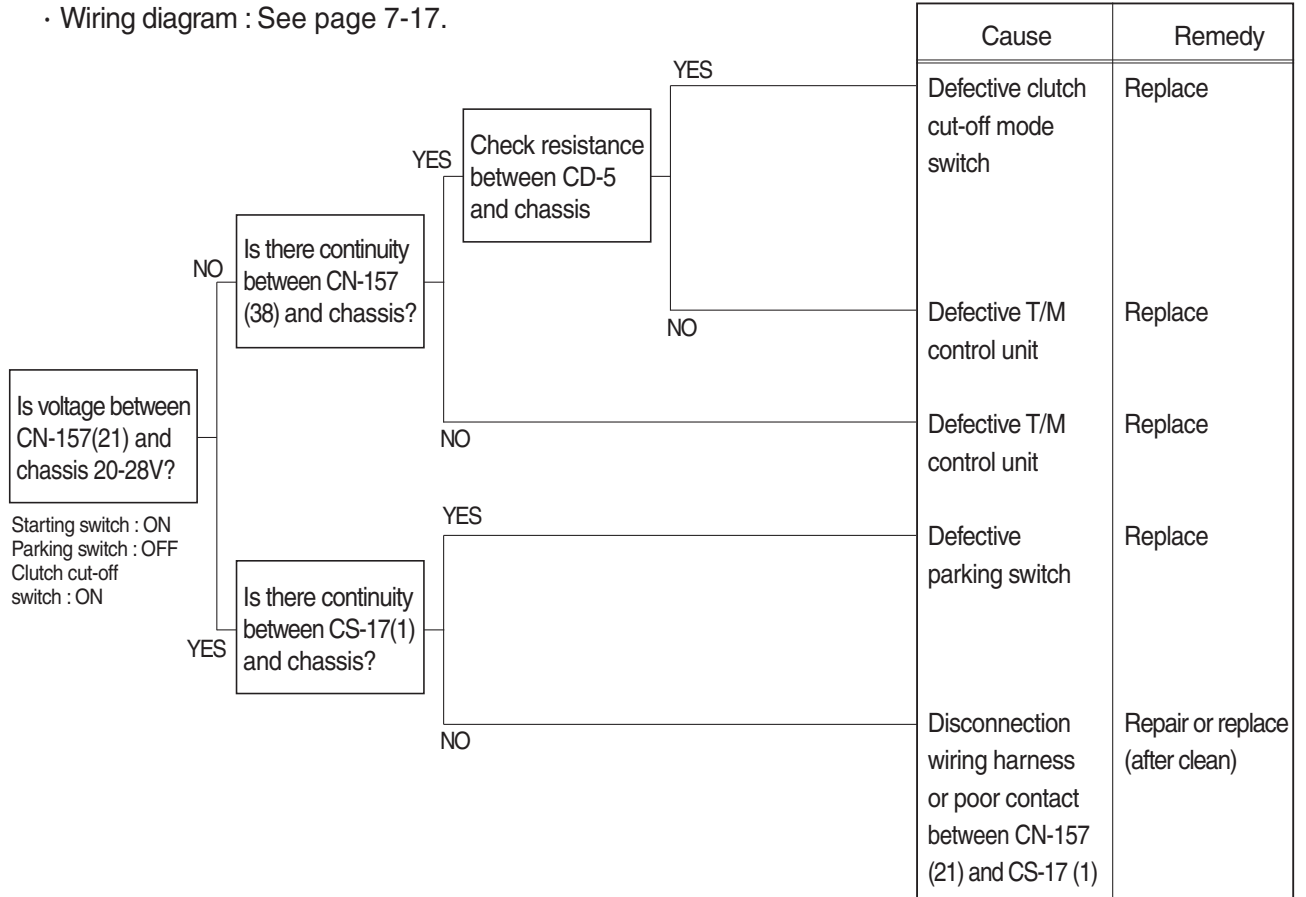 · Wiring diagram : See page 7-17.
Cause
Remedy
YES
Defective clutch
cut-off mode
switch
Replace
YES
Check resistance
between CD-5
and chassis
NO
Is there continuity
between CN-157
(38) and chassis?
NO
Defective T/M
control unit
Replace
Is voltage between
CN-157(21) and
chassis 20-28V?
NO
Defective T/M
control unit
Replace
Starting switch : ON
Parking switch : OFF
Clutch cut-off
switch : ON
YES
Defective
parking switch
Replace
YES
Is there continuity
between CS-17(1)
and chassis?
NO
Disconnection
wiring harness
or poor contact
between CN-157
(21) and CS-17 (1)
Repair or replace
(after clean)